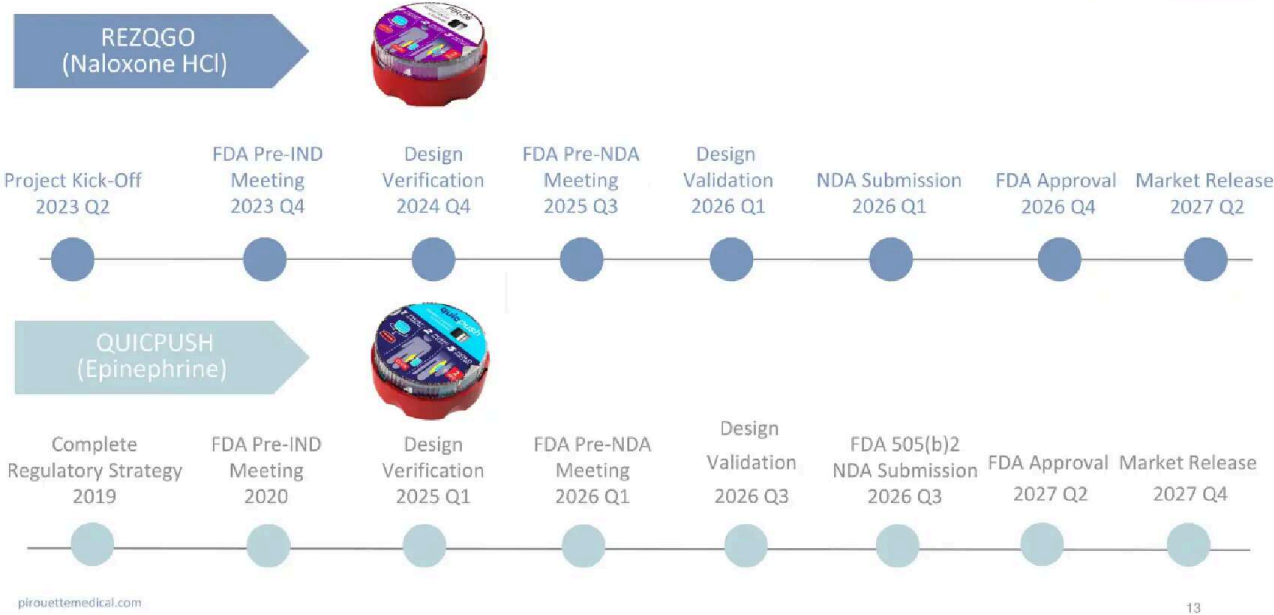 REZQGO
(Naloxone HCl)
Project Kick-Off
2023 Q2
FDA Pre-IND
Meeting
2023 Q4
Design
Verification
2024 Q4
FDA Pre-NDA
Meeting
2025 Q3
Design
Validation
2026 Q1
NDA Submission
2026 Q1
FDA Approval
2026 Q4
Market Release
2027 Q2
QUICPUSH
(Epinephrine)
Complete
Regulatory Strategy
2019
FDA Pre-IND
Meeting
2020
Design
Verification
2025 Q1
FDA Pre-NDA
Meeting
2026 Q1
Design
Validation
2026 Q3
FDA 505(b)2
NDA Submission
2026 Q3
FDA Approval
2027 Q2
Market Release
2027 Q4
pirouettemedical.com
13